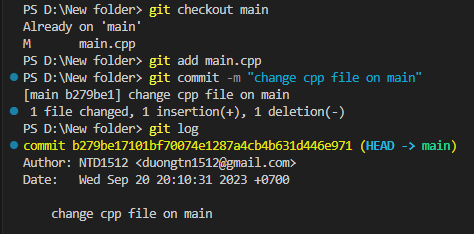 PS D:\New folder> git checkout main
Already on 'main'
M       main.cpp
PS D:\New folder> git add main.cpp
PS D:\New folder> git commit -m "change cpp file on main"
[main b279be1] change cpp file on main
 1 file changed, 1 insertion(+), 1 deletion(-)
PS D:\New folder> git log
commit b279be17101bf70074e1287a4cb4b631d446e971 (HEAD -> main)
Author: NTD1512 <duongtn1512@gmail.com>
Date:   Wed Sep 20 20:10:31 2023 +0700
    change cpp file on main